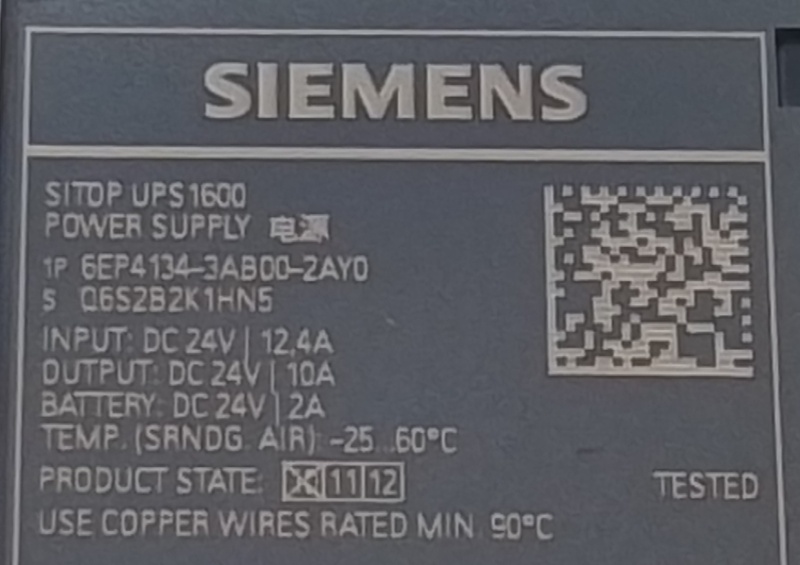 SIEMENS
SITOP UPS1600
POWER SUPPLY 电源
1P 6EP4134-3AB00-2AY0
S Q6S2B2K1HN5
INPUT: DC 24V | 12,4A
OUTPUT: DC 24V | 10A
BATTERY: DC 24V | 2A
TEMP. (SRNDG. AIR): -25...60°C
PRODUCT STATE: X 11 12
TESTED
USE COPPER WIRES RATED MIN. 90°C